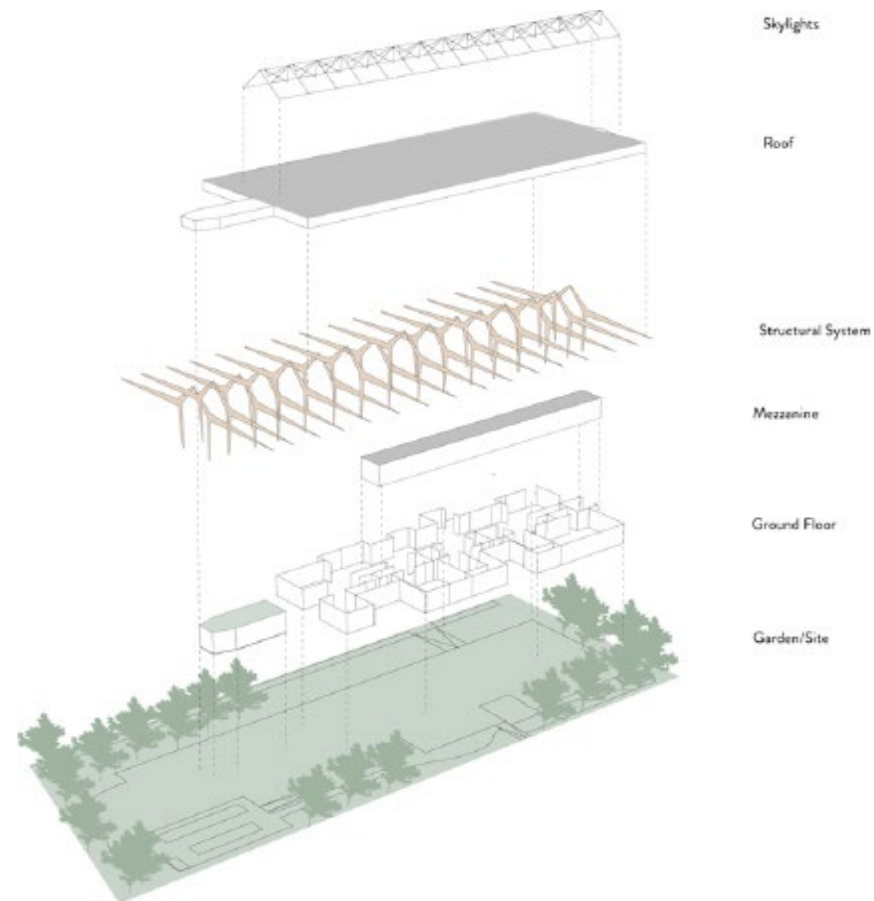 Skylights
Roof
Structural System
Mezzanine
Ground Floor
Garden/Site